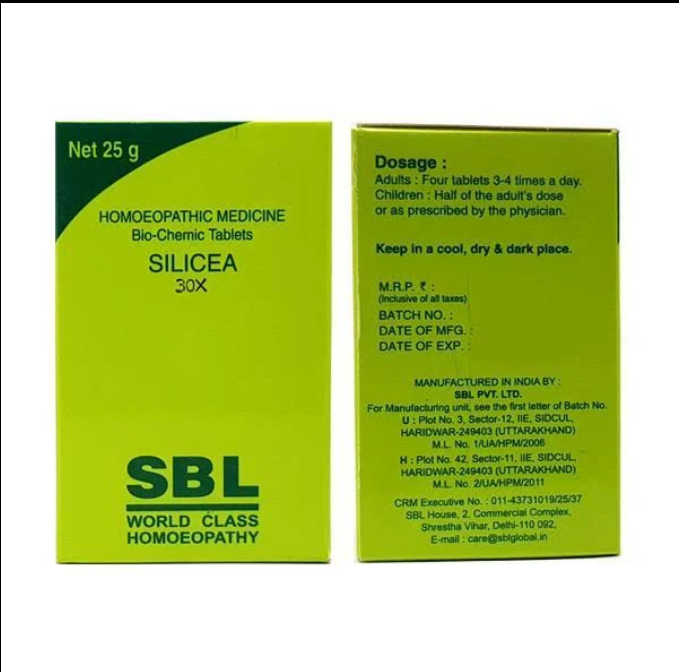 Net 25 g
HOMOEOPATHIC MEDICINE
Bio-Chemic Tablets
SILICEA
30X
SBL
WORLD CLASS
HOMOEOPATHY
Dosage :
Adults : Four tablets 3-4 times a day.
Children : Half of the adult's dose
or as prescribed by the physician.
Keep in a cool, dry & dark place.
M.R.P. ₹ :
(Inclusive of all taxes)
BATCH NO. :
DATE OF MFG. :
DATE OF EXP. :
MANUFACTURED IN INDIA BY :
SBL PVT. LTD.
For Manufacturing unit, see the first letter of Batch No.
U : Plot No. 3, Sector-12, IIE, SIDCUL,
HARIDWAR-249403 (UTTARAKHAND)
M.L. No. 1/UA/HPM/2006
H : Plot No. 42, Sector-11, IIE, SIDCUL,
HARIDWAR-249403 (UTTARAKHAND)
M.L. No. 2/UA/HPM/2011
CRM Executive No. : 011-43731019/25/37
SBL House, 2, Commercial Complex,
Shrestha Vihar, Delhi-110 092,
E-mail : care@sblglobal.in